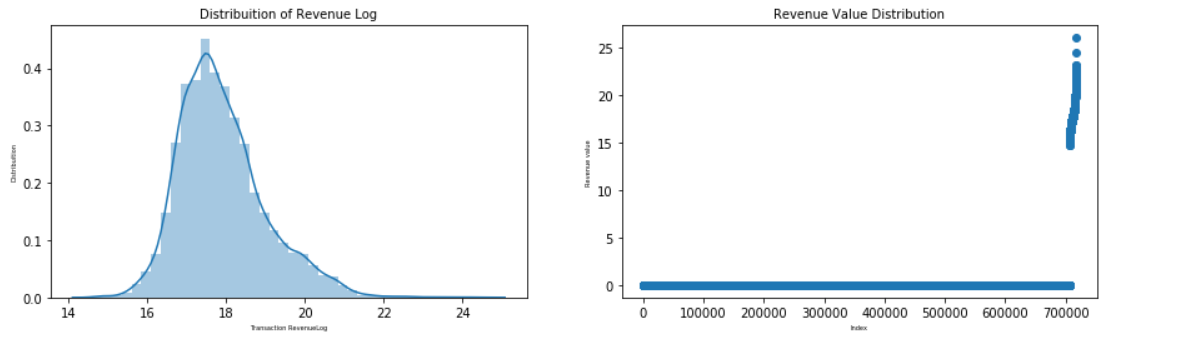 Distribuition of Revenue Log
Distribuition
0.4
0.3
0.2
0.1
0.0
14 16 18 20 22 24
Transaction RevenueLog
Revenue Value Distribution
Revenue value
25
20
15
10
5
0
0 100000 200000 300000 400000 500000 600000 700000
Index